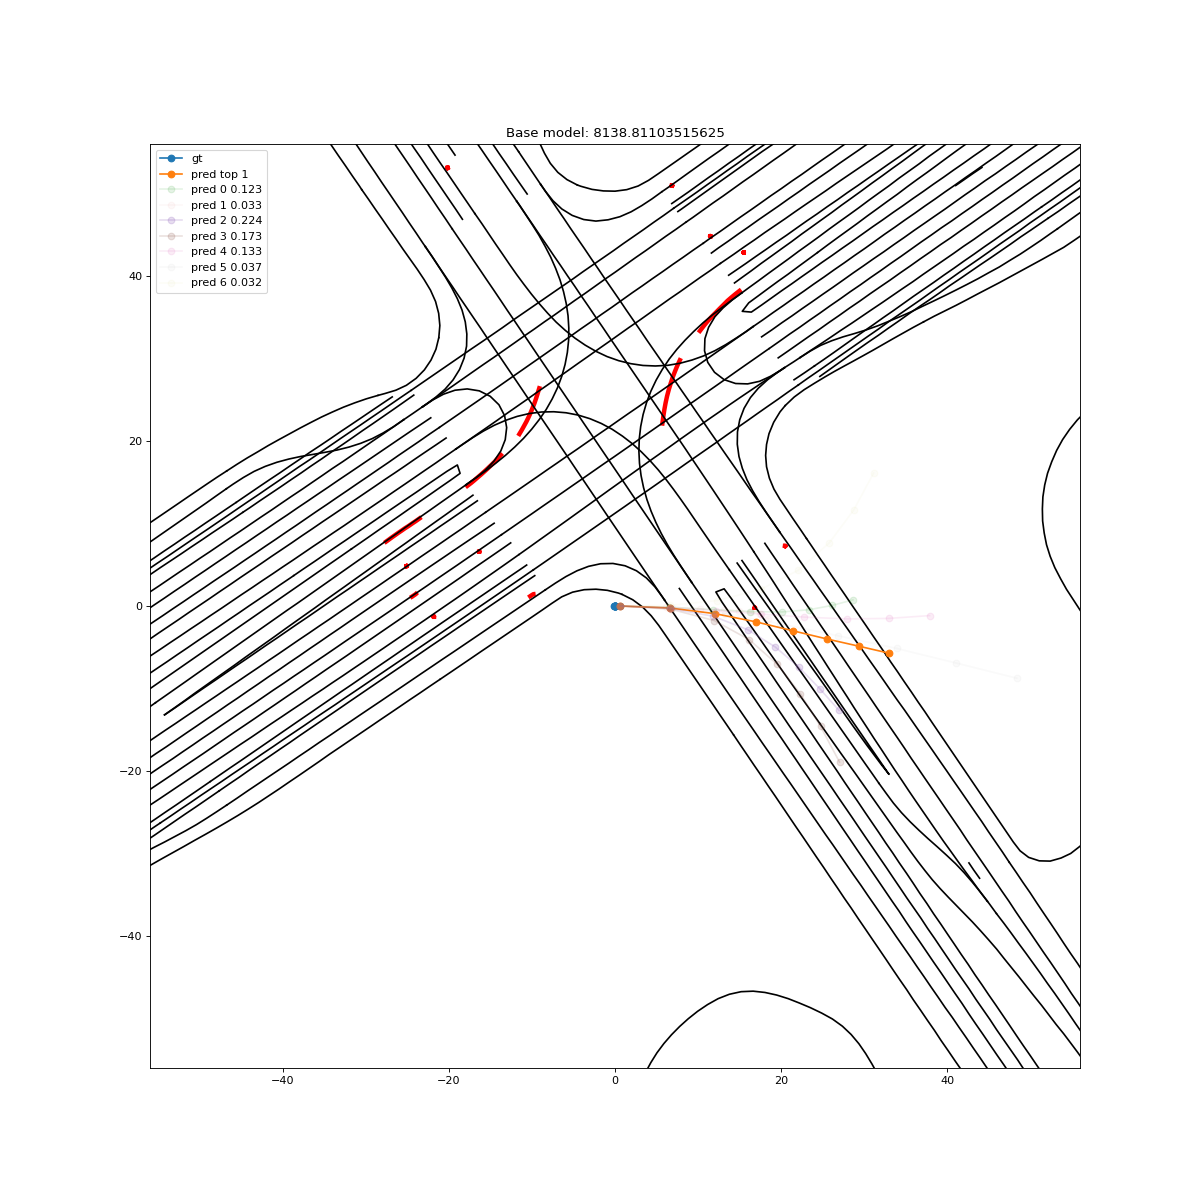 Base model: 8138.81103515625
gt
pred top 1
pred 0 0.123
pred 1 0.033
pred 2 0.224
pred 3 0.173
pred 4 0.133
pred 5 0.037
pred 6 0.032
40
20
0
−20
−40
−40
−20
0
20
40